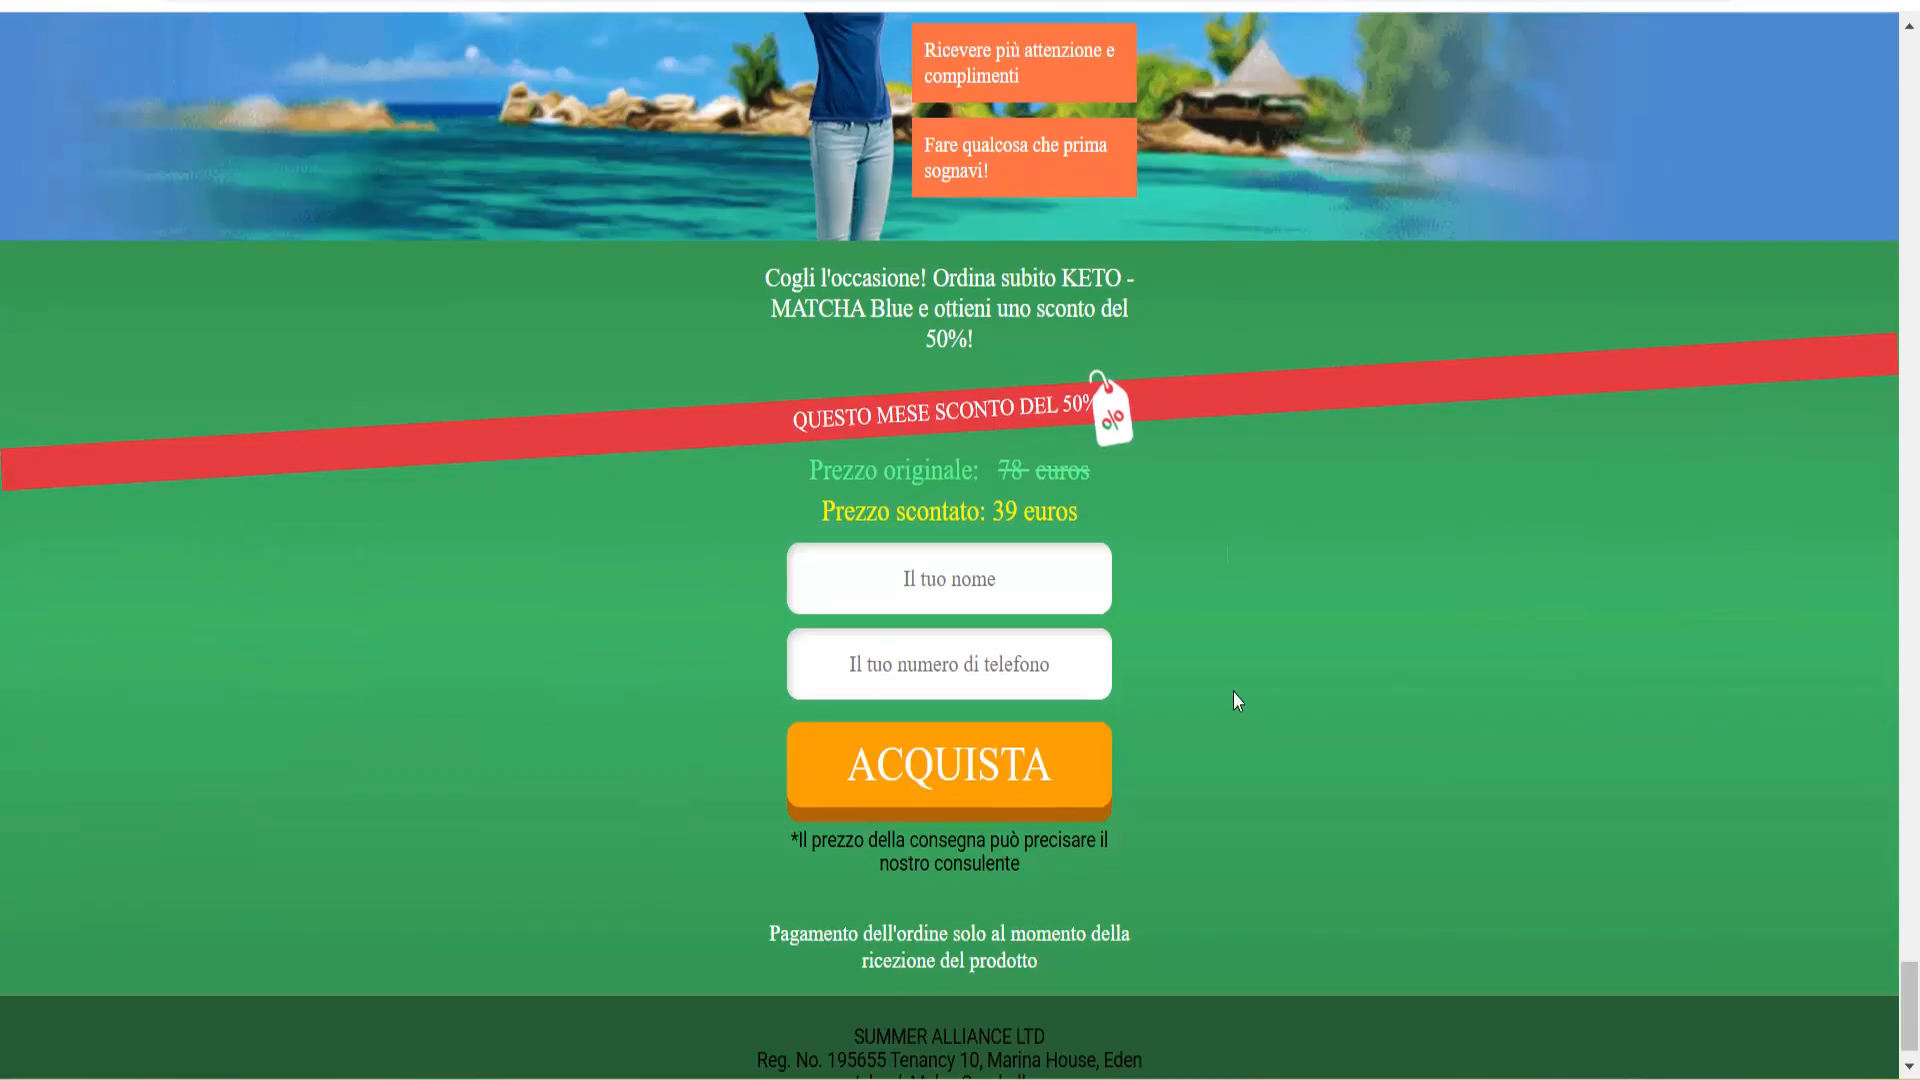 Ricevere più attenzione e
complimenti
Fare qualcosa che prima
sognavi!
Cogli l'occasione! Ordina subito KETO -
MATCHA Blue e ottieni uno sconto del
50%!
QUESTO MESE SCONTO DEL 50%
%
Prezzo originale: 78 euros
Prezzo scontato: 39 euros
Il tuo nome
Il tuo numero di telefono
ACQUISTA
*Il prezzo della consegna può precisare il
nostro consulente
Pagamento dell'ordine solo al momento della
ricezione del prodotto
SUMMER ALLIANCE LTD
Reg. No. 195655 Tenancy 10, Marina House, Eden